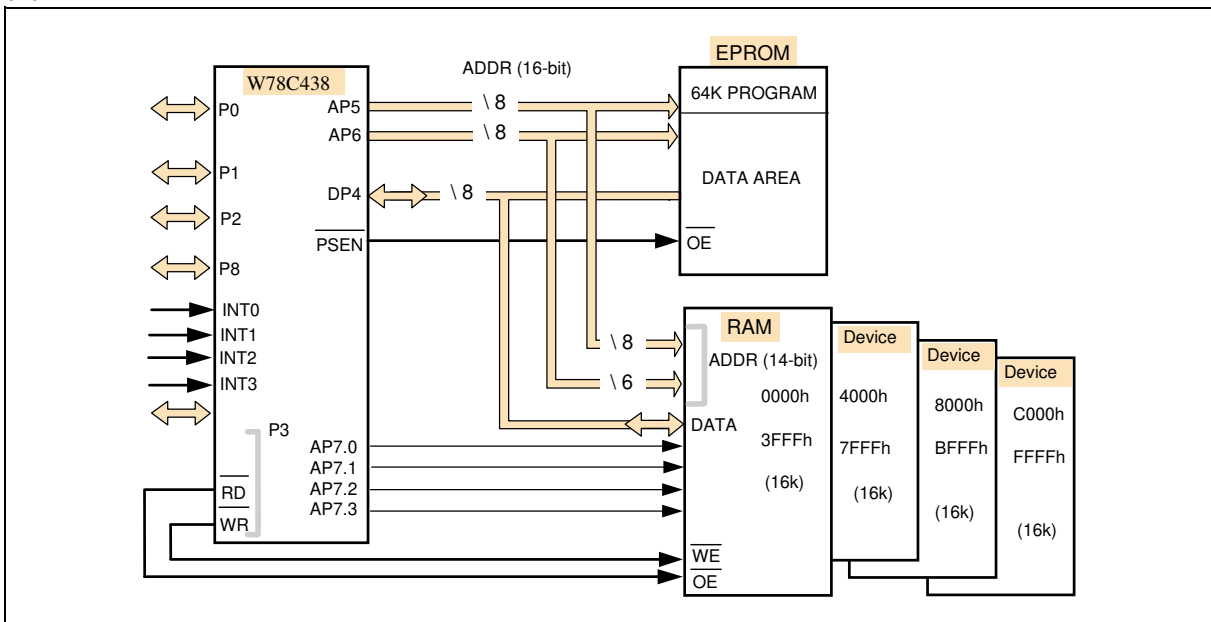 EPROM
ADDR (16-bit)
W78C438
64K PROGRAM
P0
AP5
\ 8
AP6
\ 8
P1
DATA AREA
DP4
\ 8
P2
PSEN
OE
P8
INT0
INT1
INT2
INT3
RAM
Device
Device
Device
\ 8
ADDR (14-bit)
\ 6
0000h
4000h
8000h
C000h
DATA
P3
3FFFh
7FFFh
BFFFh
FFFFh
AP7.0
AP7.1
AP7.2
AP7.3
(16k)
(16k)
(16k)
(16k)
RD
WR
WE
OE